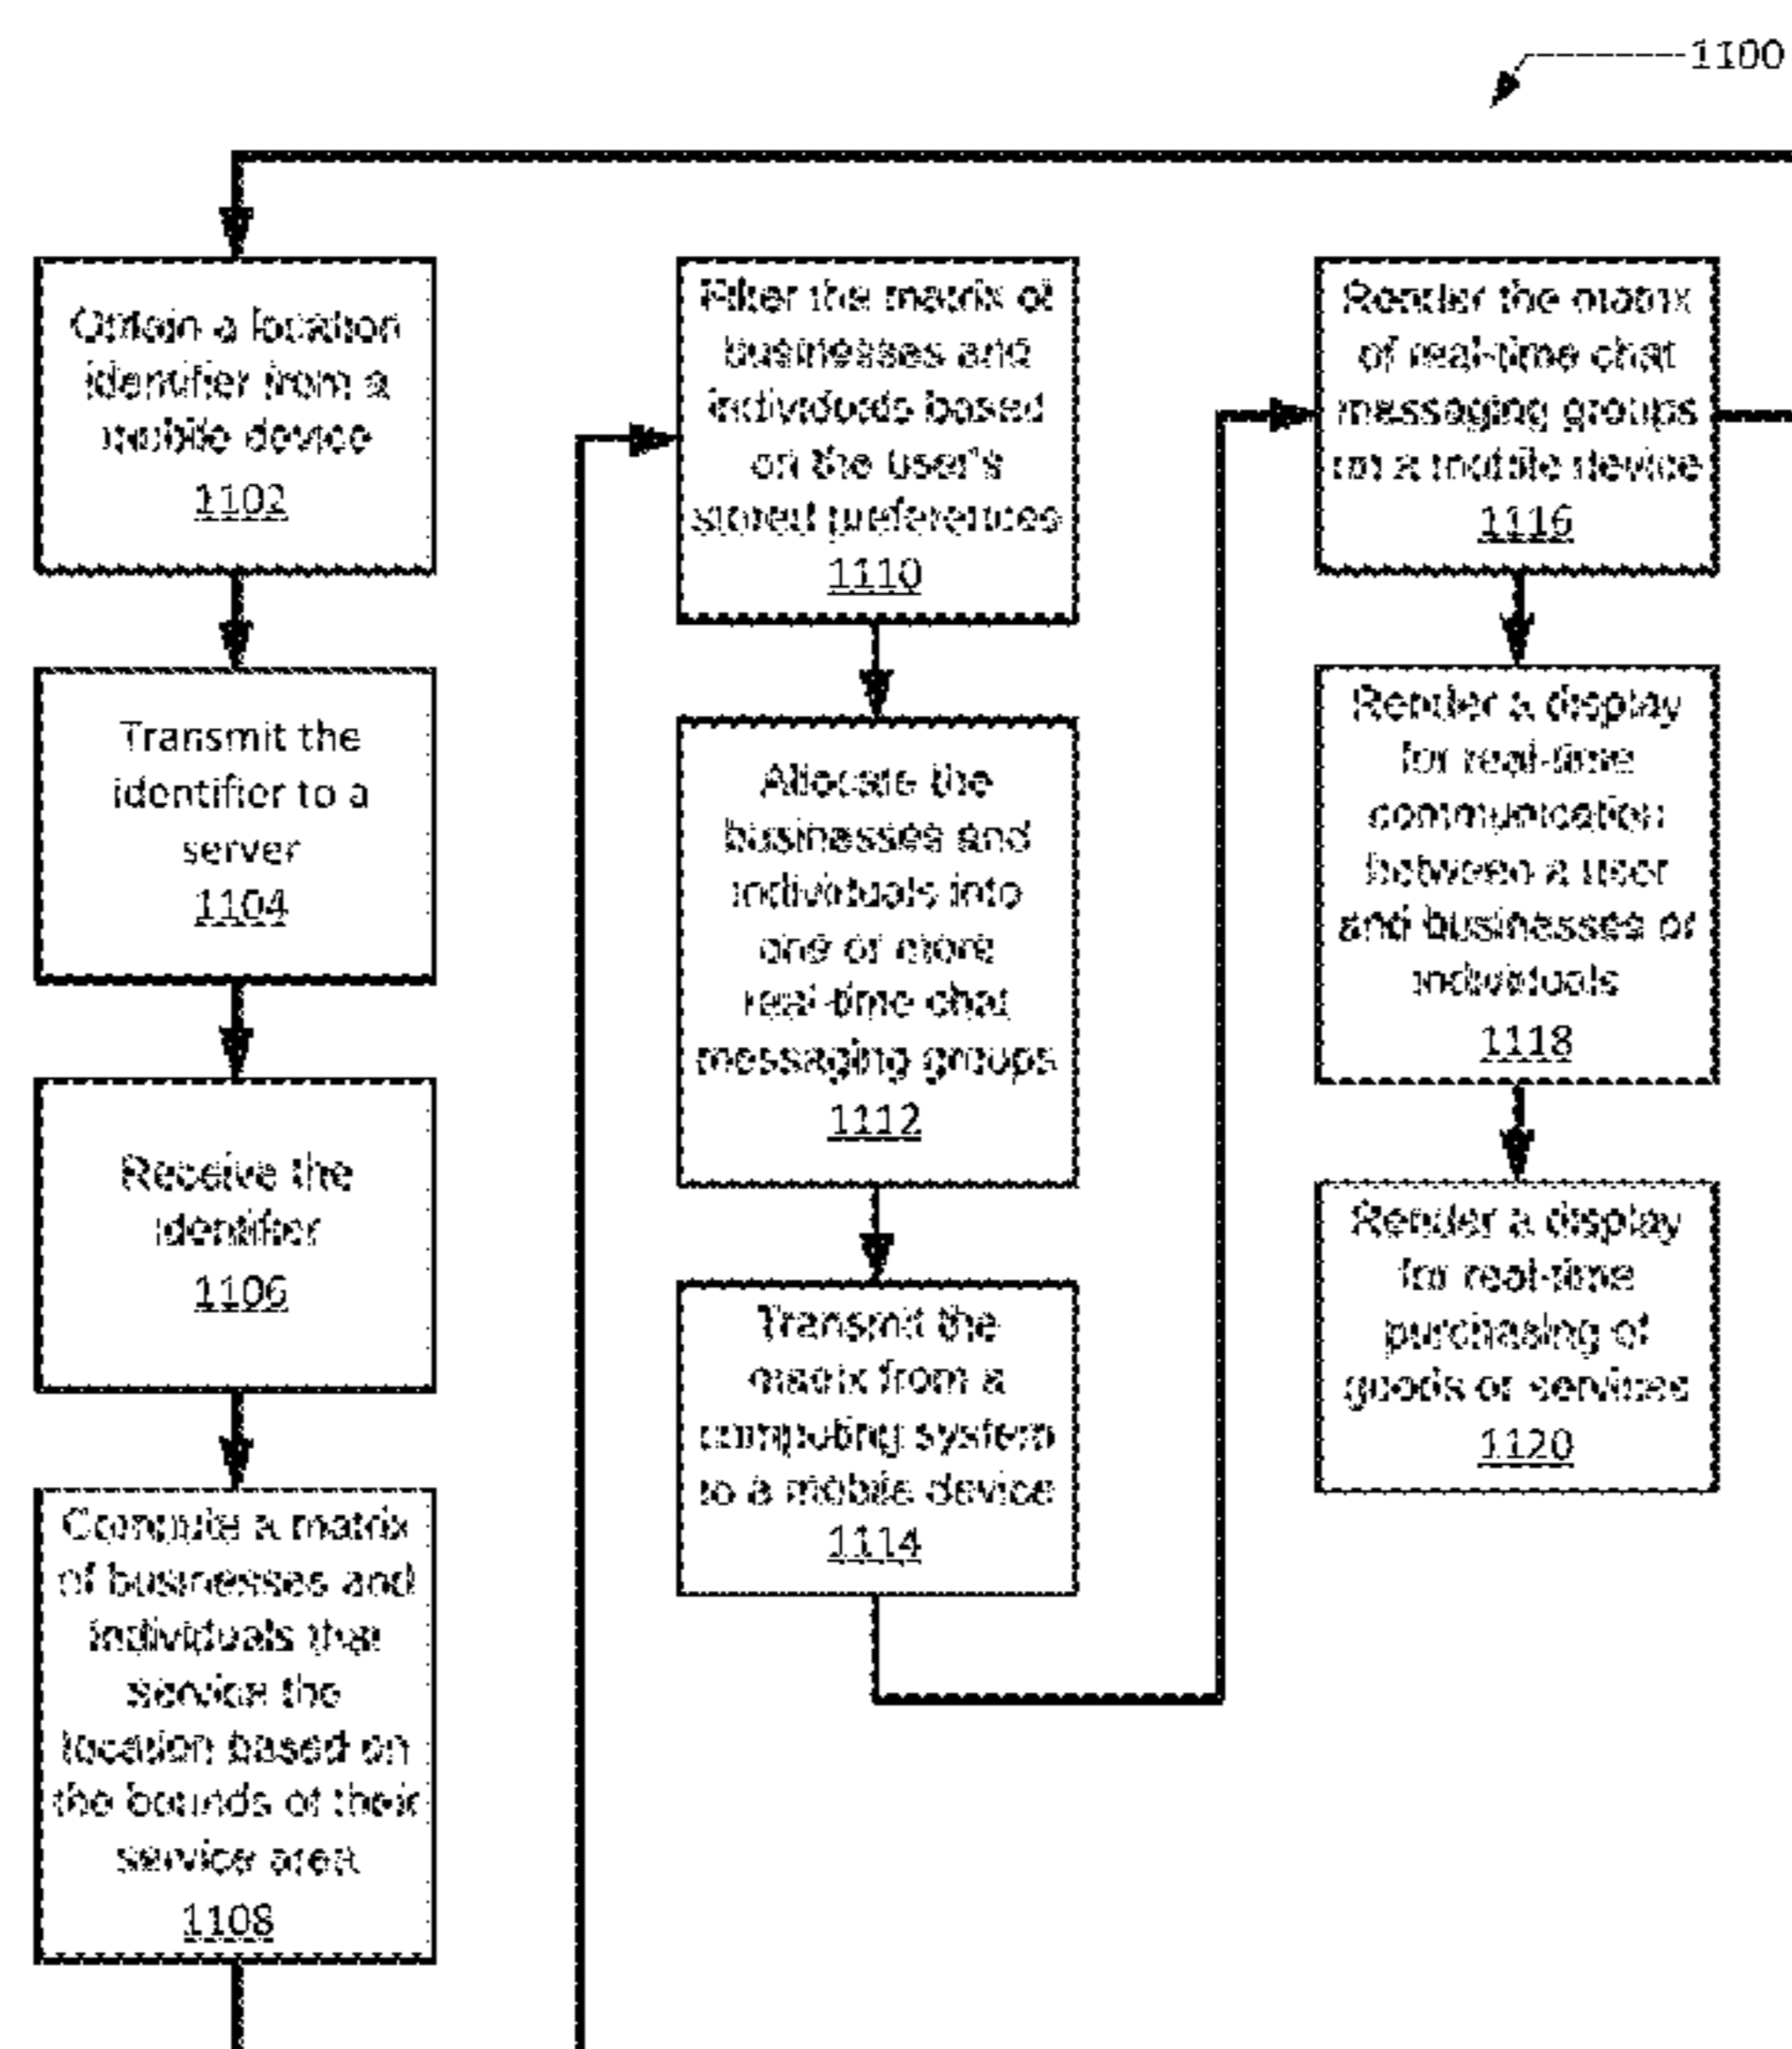 1100
Obtain a location
identifier from a
mobile device
1102
Transmit the
identifier to a
server
1104
Receive the
identifier
1106
Compute a matrix
of businesses and
individuals that
service the
location based on
the bounds of their
service area
1108
Filter the matrix of
businesses and
individuals based
on the user's
stored preferences
1110
Allocate the
businesses and
individuals into
one or more
real-time chat
messaging groups
1112
Transmit the
matrix from a
computing system
to a mobile device
1114
Render the matrix
of real-time chat
messaging groups
on a mobile device
1116
Render a display
for real-time
communication
between a user
and businesses or
individuals
1118
Render a display
for real-time
purchasing of
goods or services
1120